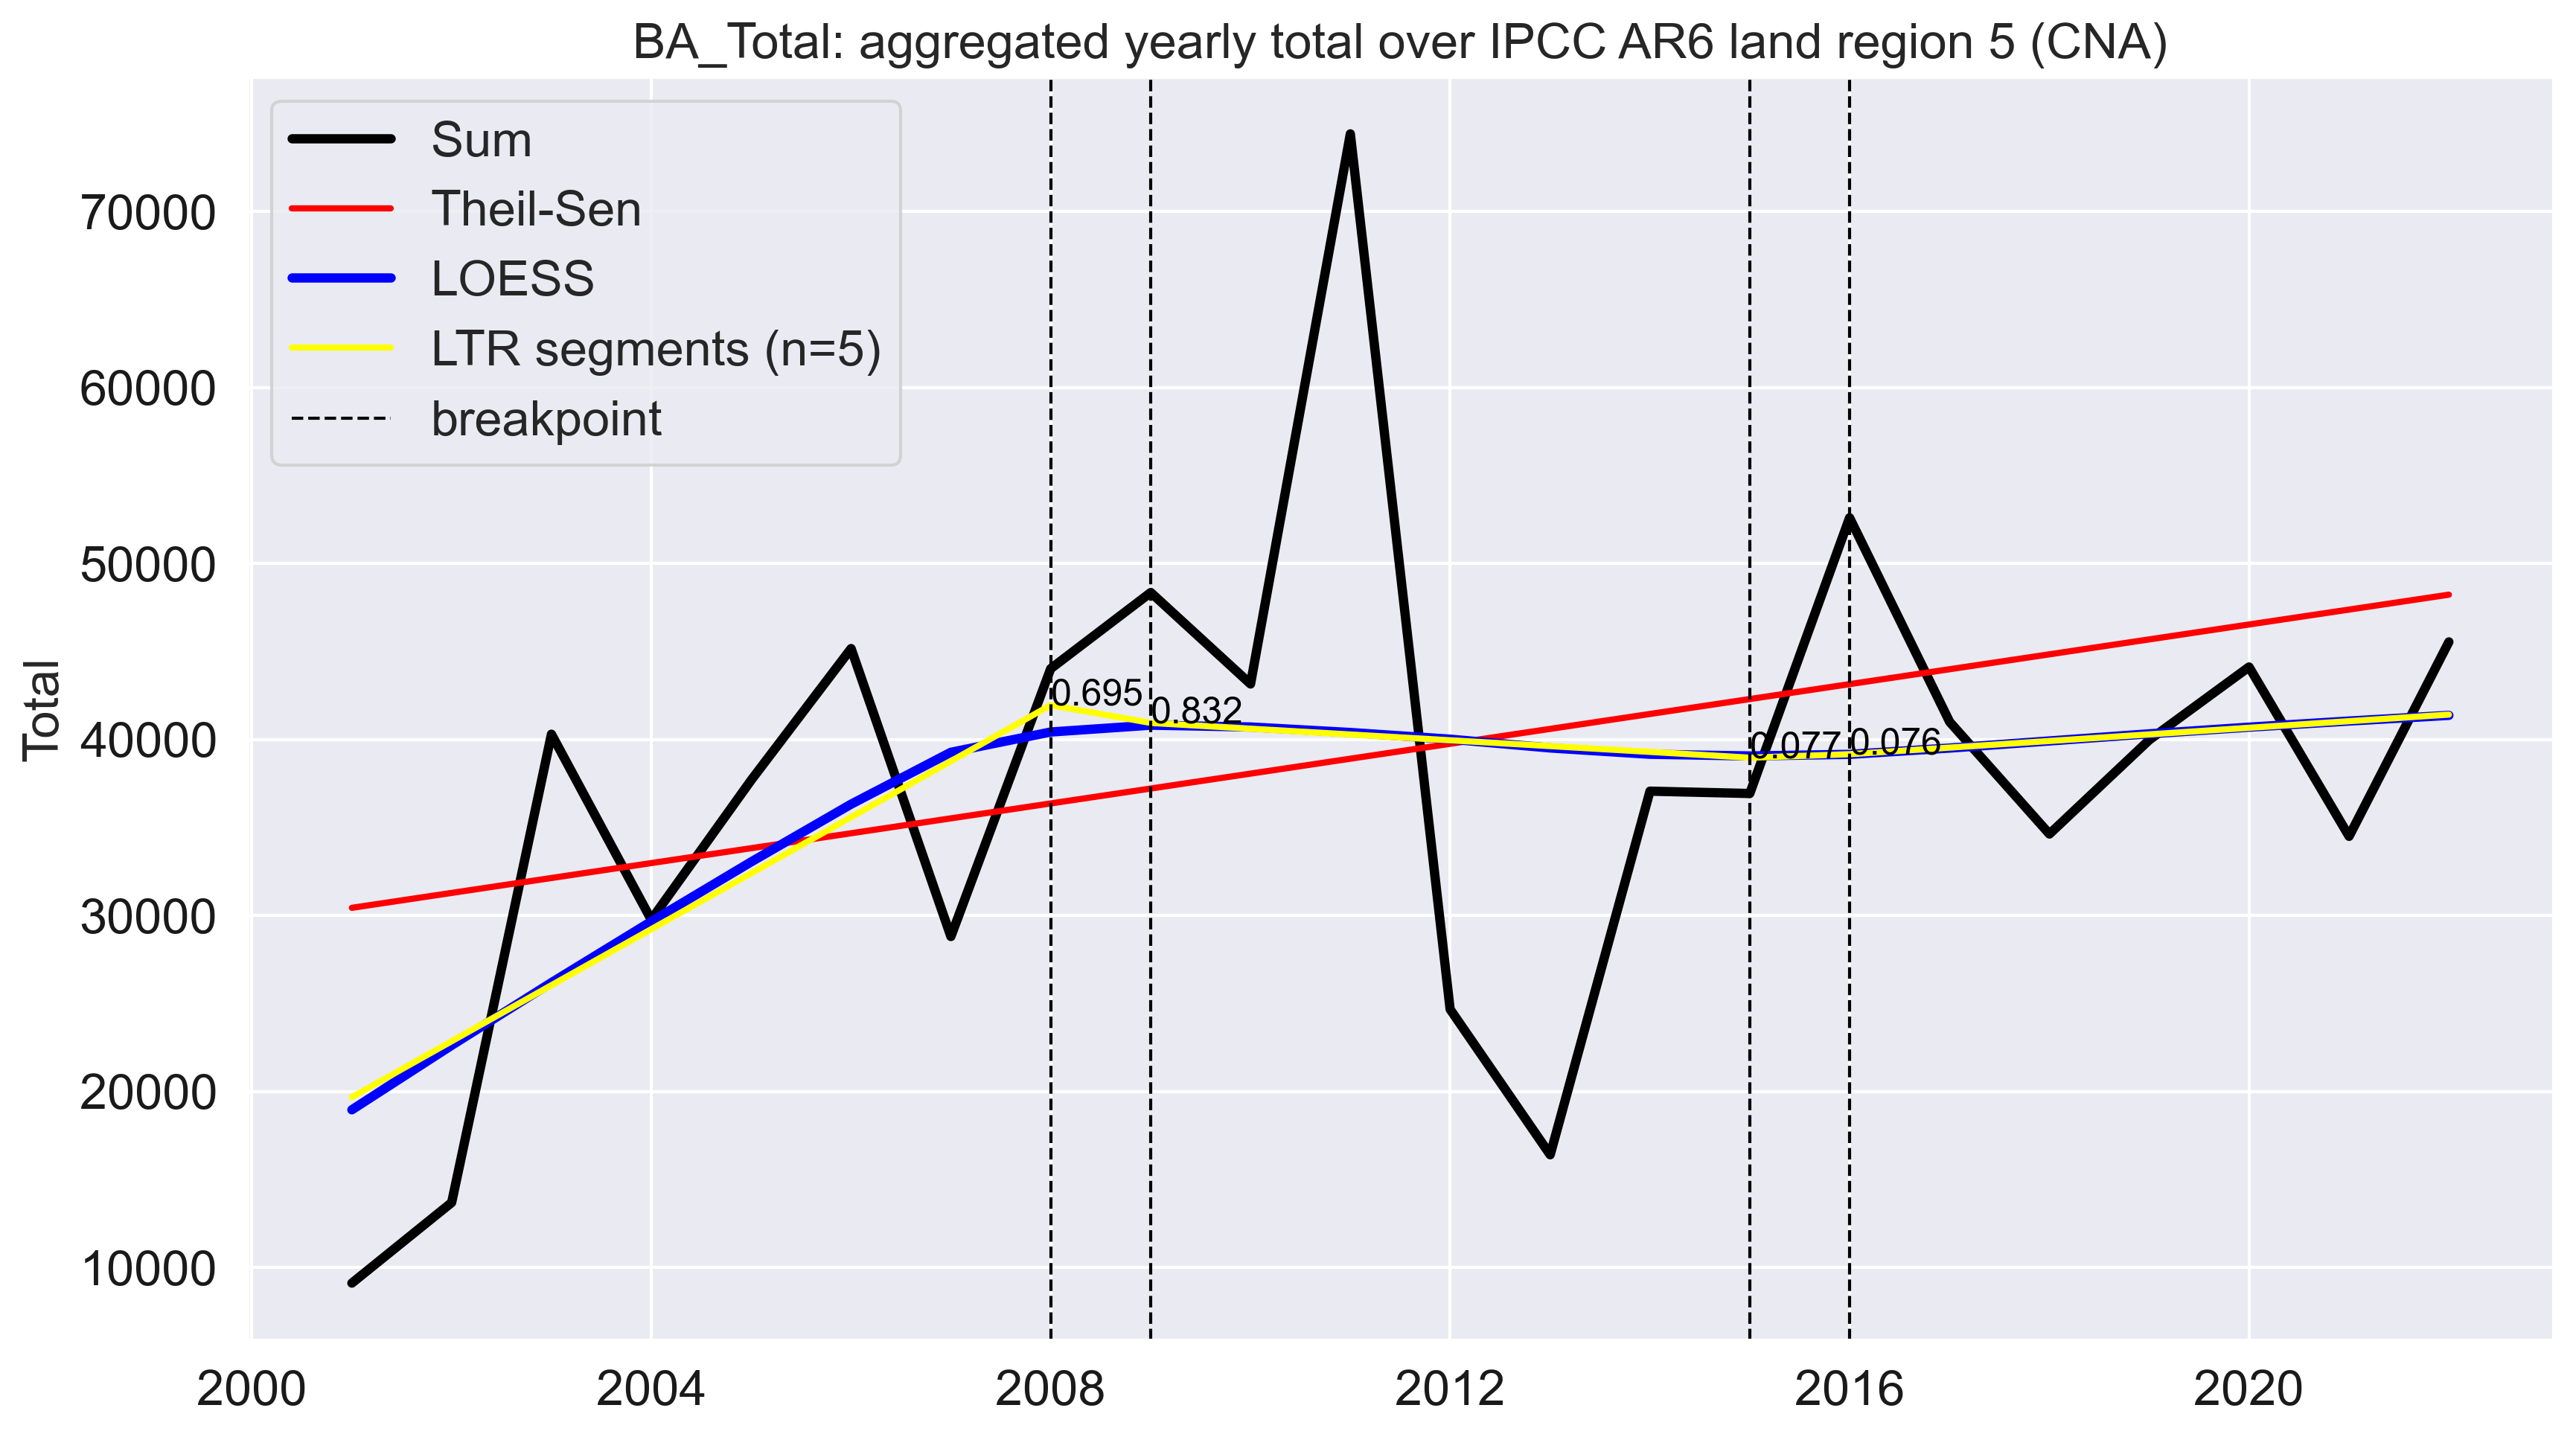 BA_Total: aggregated yearly total over IPCC AR6 land region 5 (CNA)
Sum
Theil-Sen
LOESS
LTR segments (n=5)
breakpoint
Total
70000
60000
50000
40000
30000
20000
10000
0.695
0.832
0.077
0.076
2000
2004
2008
2012
2016
2020